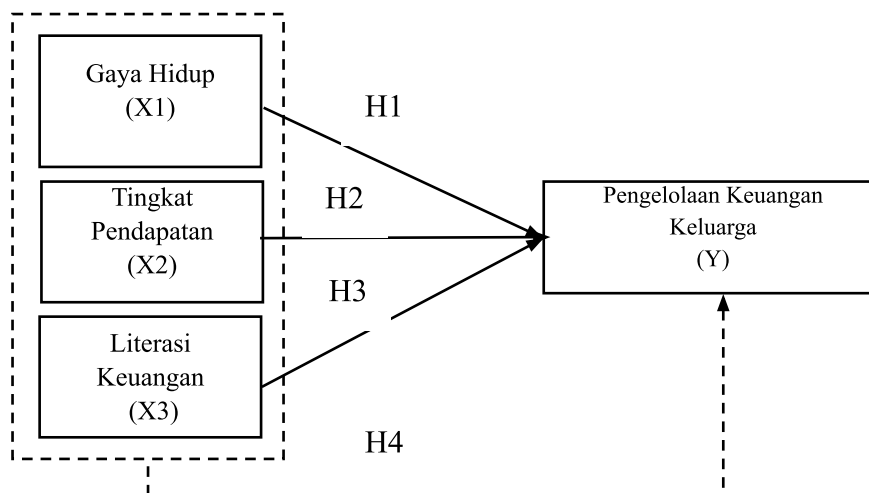 Gaya Hidup
(X1)
H1
Tingkat
Pendapatan
(X2)
H2
Pengelolaan Keuangan
Keluarga
(Y)
H3
Literasi
Keuangan
(X3)
H4